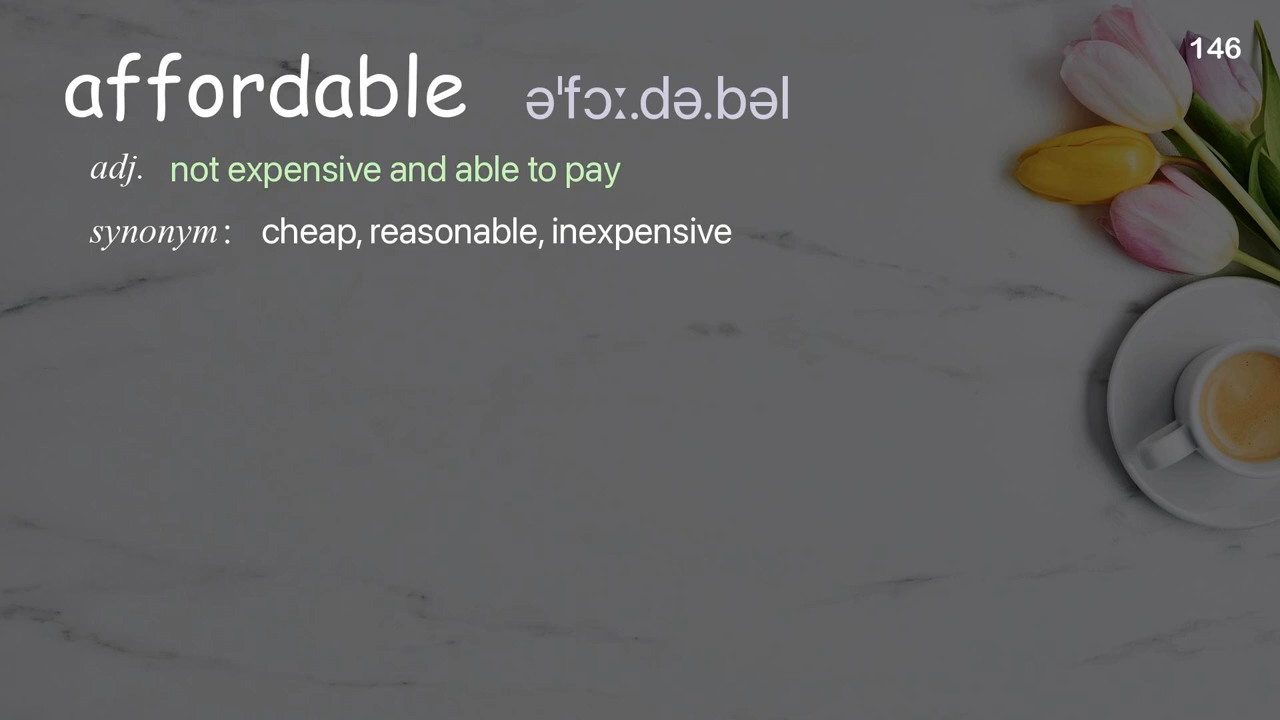 146
affordable əˈfɔː.də.bəl
adj. not expensive and able to pay
synonym: cheap, reasonable, inexpensive